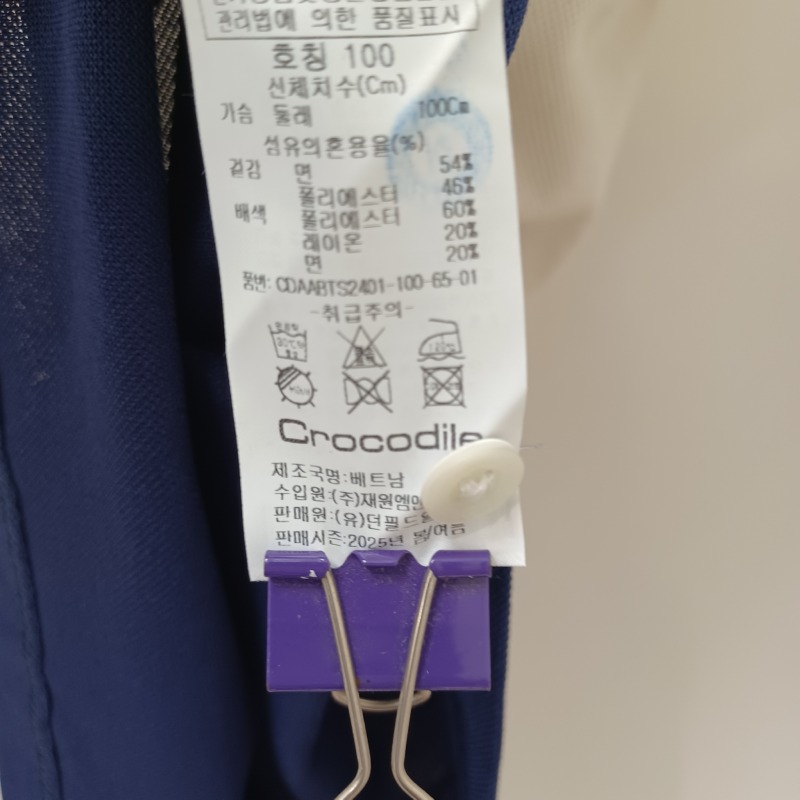 관리법에 의한 품질표시
호칭 100
신체치수(Cm)
가슴 둘레 100Cm
섬유의혼용율(%)
겉감 면 54%
폴리에스터 46%
배색 폴리에스터 60%
레이온 20%
면 20%
품번: CDAABTS2401-100-65-01
-취급주의-
Crocodile
제조국명:베트남
수입원:(주)재원엠앤
판매원:(유)던필드
판매시즌:2025년 봄/여름